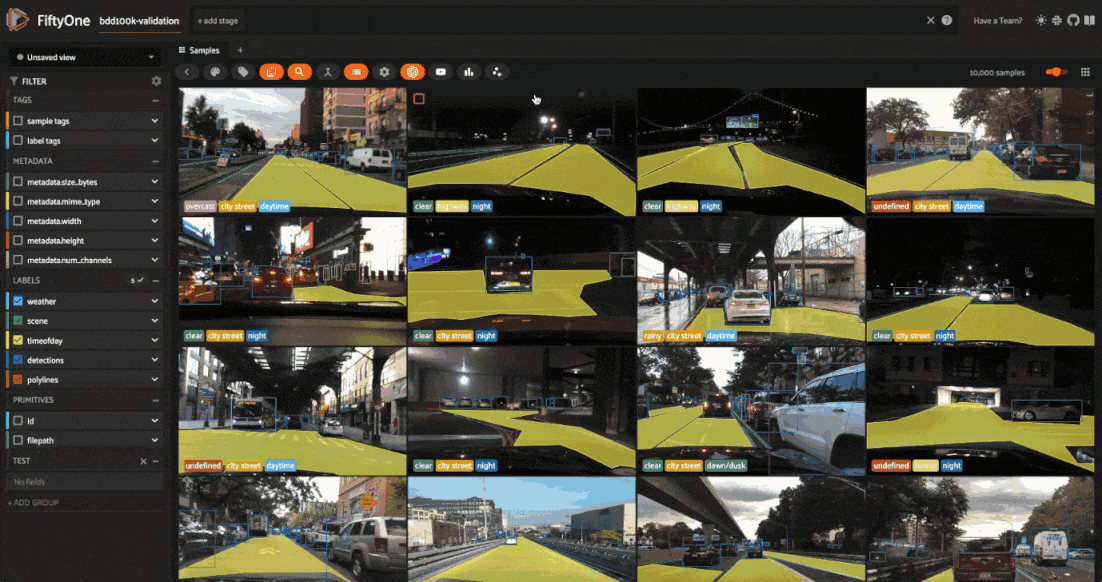 FiftyOne
bdd100k-validation
+ add stage
Have a Team?
Unsaved view
Samples
+
FILTER
10,000 samples
TAGS
sample tags
label tags
METADATA
metadata.size_bytes
metadata.mime_type
metadata.width
metadata.height
metadata.num_channels
LABELS
5
weather
scene
timeofday
detections
polylines
PRIMITIVES
id
filepath
TEST
No fields
+ ADD GROUP
overcast city street daytime
clear highway night
clear highway night
undefined city street daytime
clear city street night
clear city street night
rainy city street daytime
clear city street night
undefined city street daytime
clear city street night
clear city street dawn/dusk
undefined tunnel night